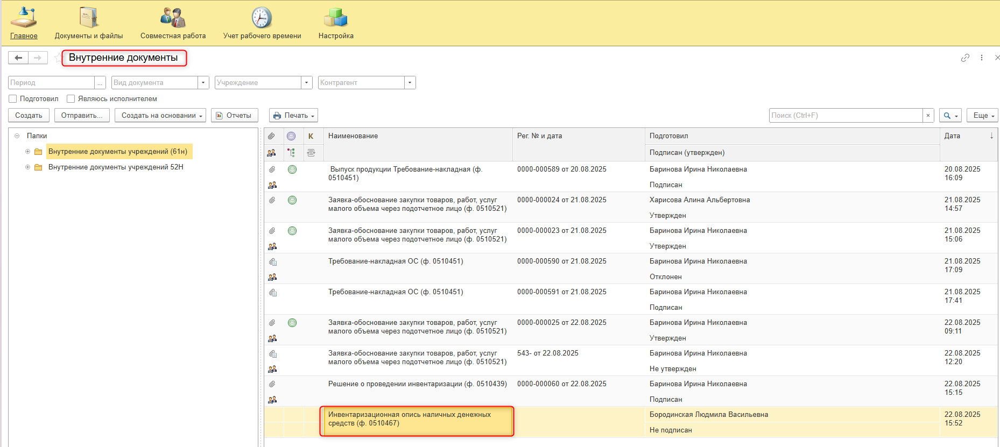 Главное
Документы и файлы
Совместная работа
Учет рабочего времени
Настройка
Внутренние документы
Период
...
Вид документа
Учреждение
Контрагент
Подготовил
Являюсь исполнителем
Создать
Отправить...
Создать на основании
Отчеты
Печать
Поиск (Ctrl+F)
×
Еще
Папки
Внутренние документы учреждений (61н)
Внутренние документы учреждений 52Н
К
Наименование
Рег. № и дата
Подготовил
Дата
↓
Подписан (утвержден)
Выпуск продукции Требование-накладная (ф.
0510451)
0000-000589 от 20.08.2025
Баринова Ирина Николаевна
Подписан
20.08.2025
16:09
Заявка-обоснование закупки товаров, работ, услуг
малого объема через подотчетное лицо (ф. 0510521)
0000-000024 от 21.08.2025
Харисова Алина Альбертовна
Утвержден
21.08.2025
14:57
Заявка-обоснование закупки товаров, работ, услуг
малого объема через подотчетное лицо (ф. 0510521)
0000-000023 от 21.08.2025
Баринова Ирина Николаевна
Утвержден
21.08.2025
15:06
Требование-накладная ОС (ф. 0510451)
0000-000590 от 21.08.2025
Баринова Ирина Николаевна
Отклонен
21.08.2025
17:09
Требование-накладная ОС (ф. 0510451)
0000-000591 от 21.08.2025
Баринова Ирина Николаевна
Подписан
21.08.2025
17:41
Заявка-обоснование закупки товаров, работ, услуг
малого объема через подотчетное лицо (ф. 0510521)
0000-000025 от 22.08.2025
Баринова Ирина Николаевна
Утвержден
22.08.2025
09:11
Заявка-обоснование закупки товаров, работ, услуг
малого объема через подотчетное лицо (ф. 0510521)
543- от 22.08.2025
Баринова Ирина Николаевна
Не утвержден
22.08.2025
12:20
Решение о проведении инвентаризации (ф. 0510439)
0000-000060 от 22.08.2025
Баринова Ирина Николаевна
Подписан
22.08.2025
15:15
Инвентаризационная опись наличных денежных
средств (ф. 0510467)
Бородинская Людмила Васильевна
Не подписан
22.08.2025
15:52